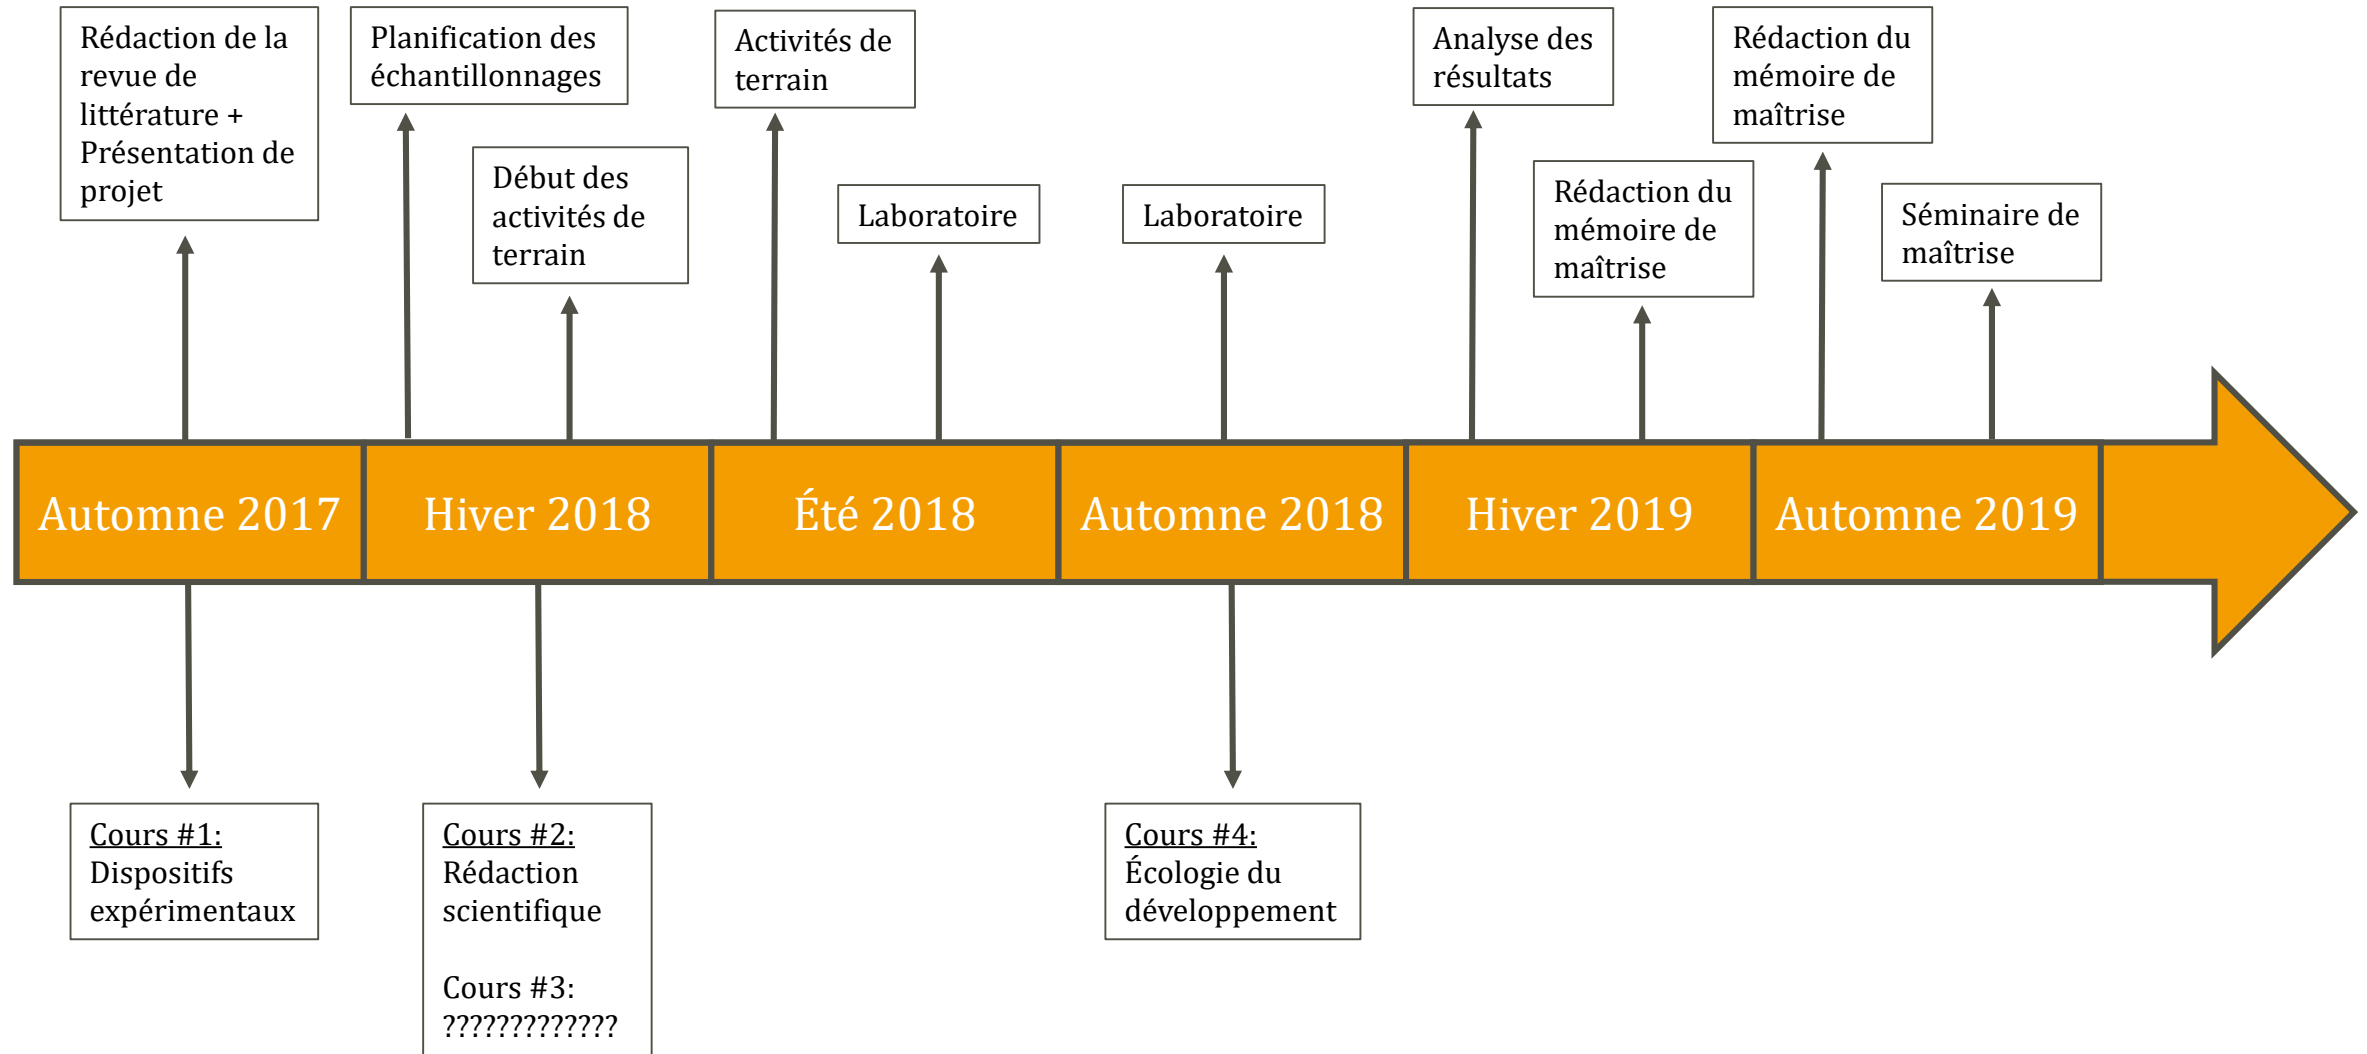 Rédaction de la
revue de
littérature +
Présentation de
projet
Planification des
échantillonnages
Début des
activités de
terrain
Activités de
terrain
Laboratoire
Laboratoire
Analyse des
résultats
Rédaction du
mémoire de
maîtrise
Rédaction du
mémoire de
maîtrise
Séminaire de
maîtrise
Automne 2017
Hiver 2018
Été 2018
Automne 2018
Hiver 2019
Automne 2019
Cours #1:
Dispositifs
expérimentaux
Cours #2:
Rédaction
scientifique
Cours #3:
?????????????
Cours #4:
Écologie du
développement